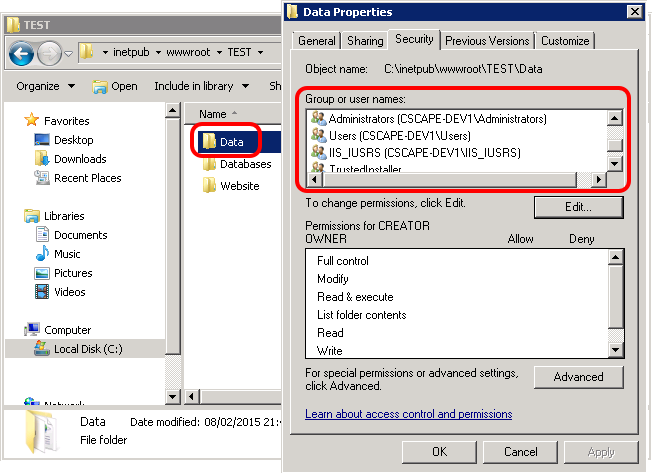 TEST
inetpub wwwroot TEST
Organize Open Include in library Sh
Favorites
Desktop
Downloads
Recent Places
Libraries
Documents
Music
Pictures
Videos
Computer
Local Disk (C:)
Network
Name
Data
Databases
Website
Data Date modified: 08/02/2015 21:4
File folder
Data Properties
General Sharing Security Previous Versions Customize
Object name: C:\inetpub\wwwroot\TEST\Data
Group or user names:
Administrators (CSCAPE-DEV1\Administrators)
Users (CSCAPE-DEV1\Users)
IIS_IUSRS (CSCAPE-DEV1\IIS_IUSRS)
TrustedInstaller
To change permissions, click Edit.
Edit...
Permissions for CREATOR
OWNER Allow Deny
Full control
Modify
Read & execute
List folder contents
Read
Write
For special permissions or advanced settings,
click Advanced.
Advanced
Learn about access control and permissions
OK Cancel Apply